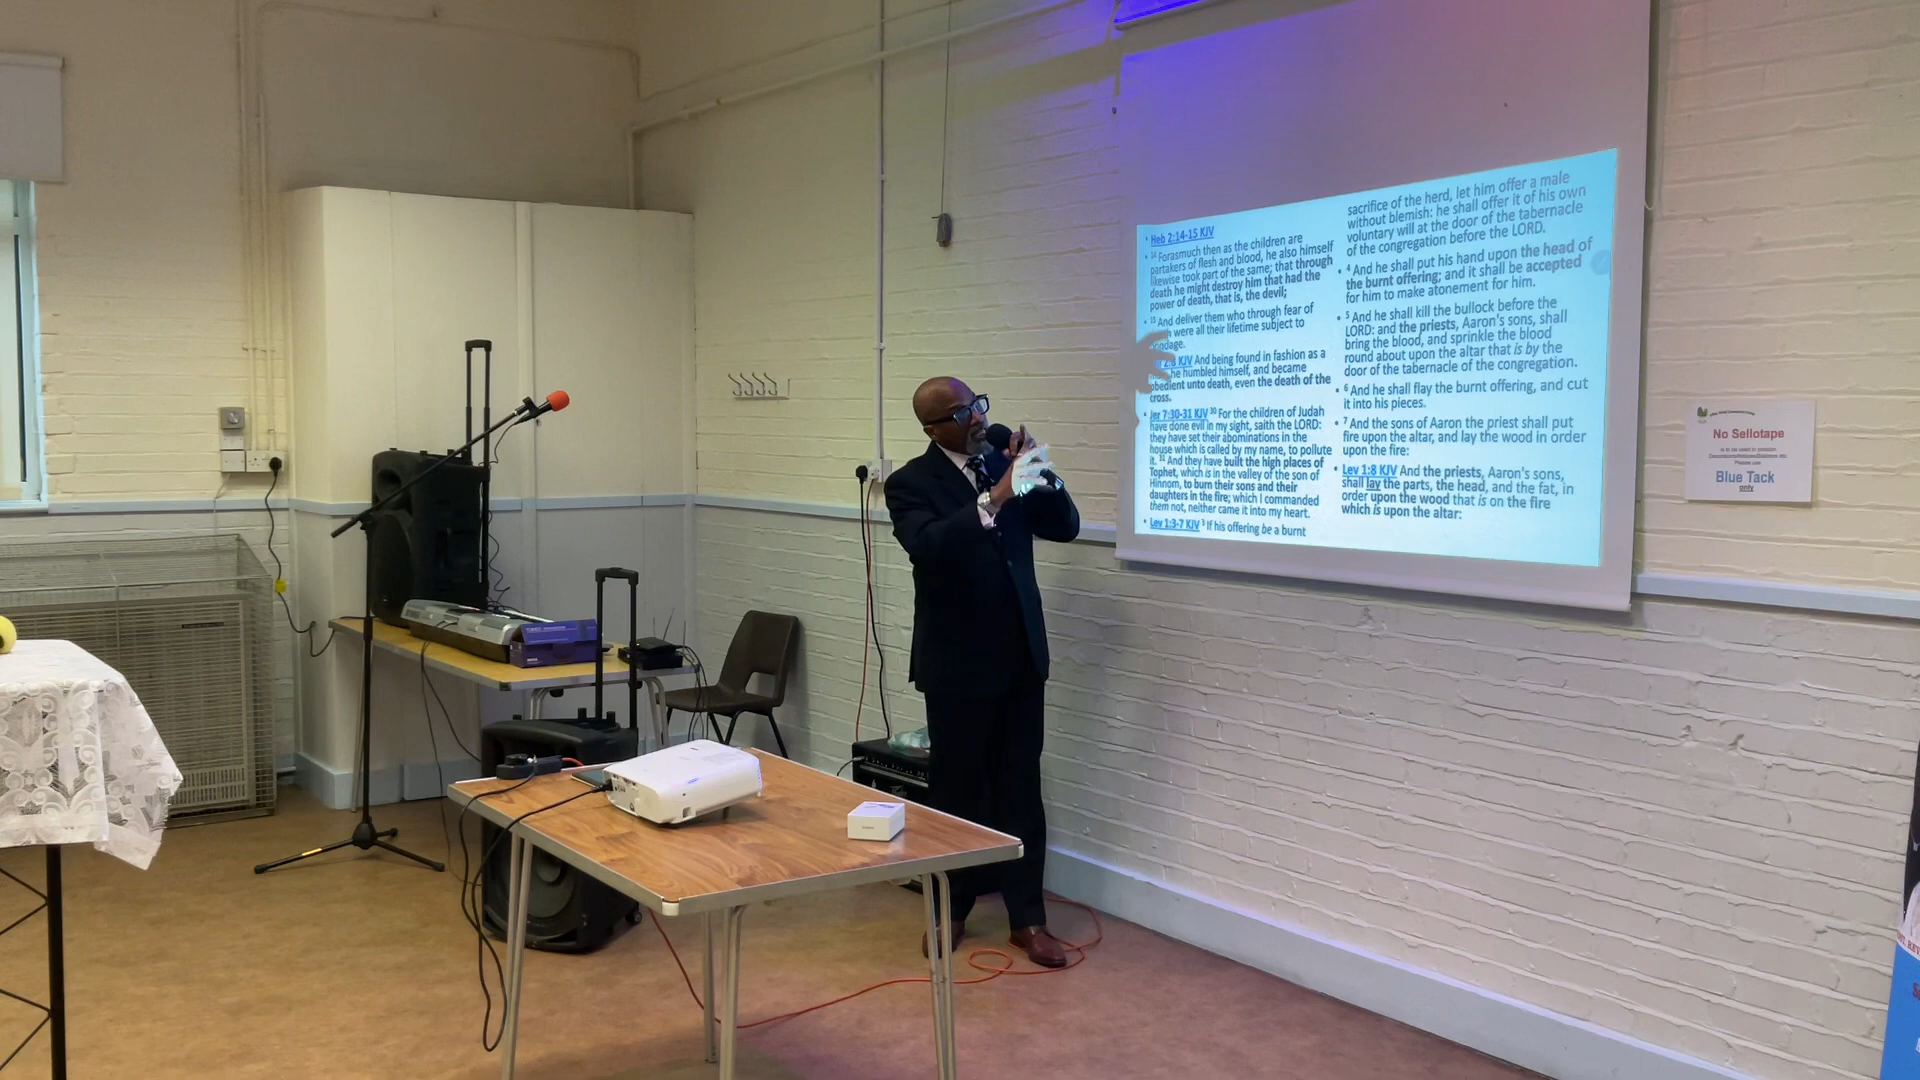 Heb 2:14-15 KJV
14 Forasmuch then as the children are
partakers of flesh and blood, he also himself
likewise took part of the same; that through
death he might destroy him that had the
power of death, that is, the devil;
15 And deliver them who through fear of
were all their lifetime subject to
KJV And being found in fashion as a
he humbled himself, and became
obedient unto death, even the death of the
cross.
Jer 7:30-31 KJV 30 For the children of Judah
have done evil in my sight, saith the LORD:
they have set their abominations in the
house which is called by my name, to pollute
it. 31 And they have built the high places of
Tophet, which is in the valley of the son of
Hinnom, to burn their sons and their
daughters in the fire; which I commanded
them not, neither came it into my heart.
Lev 1:3-7 KJV 3 If his offering be a burnt
sacrifice of the herd, let him offer a male
without blemish: he shall offer it of his own
voluntary will at the door of the tabernacle
of the congregation before the LORD.
4 And he shall put his hand upon the head of
the burnt offering; and it shall be accepted
for him to make atonement for him.
5 And he shall kill the bullock before the
LORD: and the priests, Aaron's sons, shall
bring the blood, and sprinkle the blood
round about upon the altar that is by the
door of the tabernacle of the congregation.
6 And he shall flay the burnt offering, and cut
it into his pieces.
7 And the sons of Aaron the priest shall put
fire upon the altar, and lay the wood in order
upon the fire:
Lev 1:8 KJV And the priests, Aaron's sons,
shall lay the parts, the head, and the fat, in
order upon the wood that is on the fire
which is upon the altar:
No Sellotape
Please use
Blue Tack
only